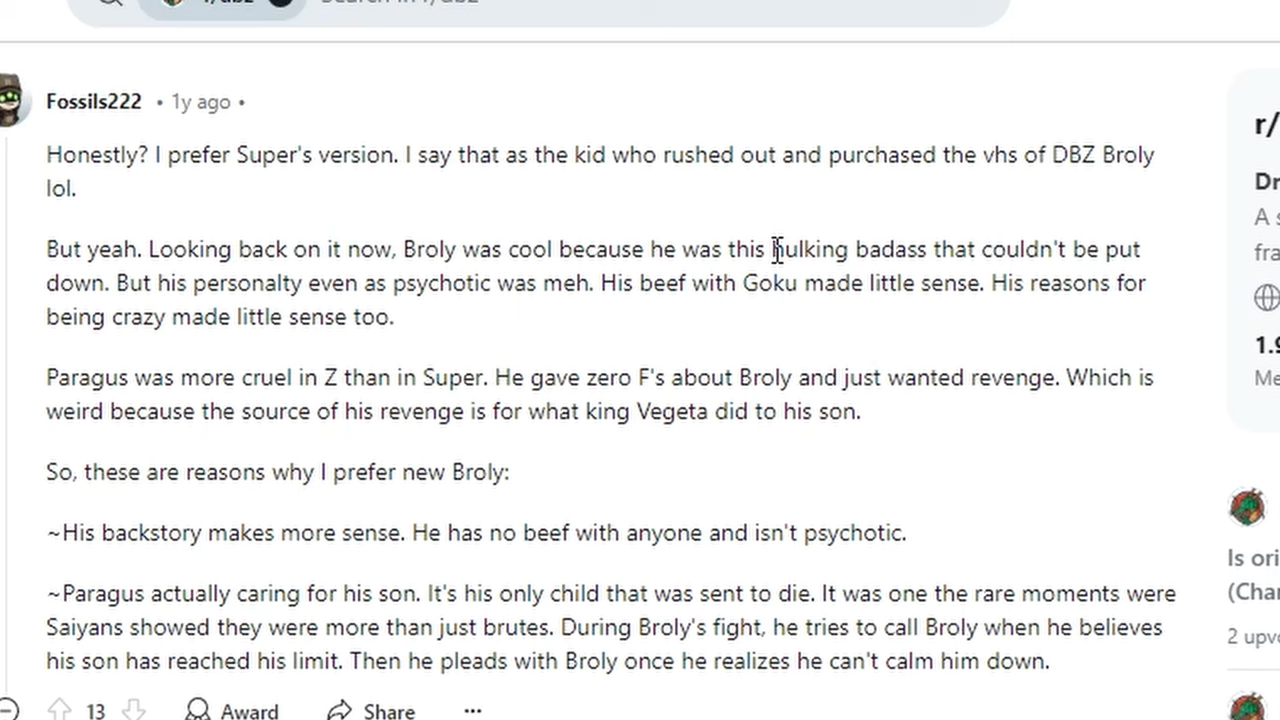 Fossils222 • 1y ago •
Honestly? I prefer Super's version. I say that as the kid who rushed out and purchased the vhs of DBZ Broly
lol.
But yeah. Looking back on it now, Broly was cool because he was this hulking badass that couldn't be put
down. But his personalty even as psychotic was meh. His beef with Goku made little sense. His reasons for
being crazy made little sense too.
Paragus was more cruel in Z than in Super. He gave zero F's about Broly and just wanted revenge. Which is
weird because the source of his revenge is for what king Vegeta did to his son.
So, these are reasons why I prefer new Broly:
~His backstory makes more sense. He has no beef with anyone and isn't psychotic.
~Paragus actually caring for his son. It's his only child that was sent to die. It was one the rare moments were
Saiyans showed they were more than just brutes. During Broly's fight, he tries to call Broly when he believes
his son has reached his limit. Then he pleads with Broly once he realizes he can't calm him down.
13 Award Share ...
r/
Dr
A s
fra
1.9
Me
Is ori
(Char
2 upvo